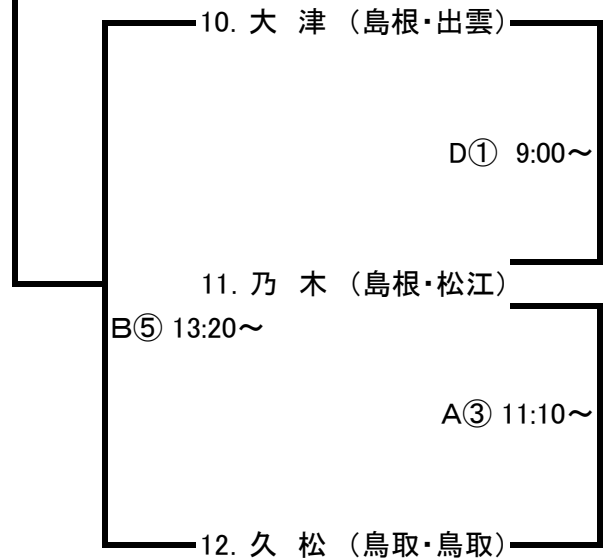 10. 大 津 （島根・出雲）
D① 9:00～
11. 乃 木 （島根・松江）
B⑤ 13:20～
A③ 11:10～
12. 久 松 （鳥取・鳥取）